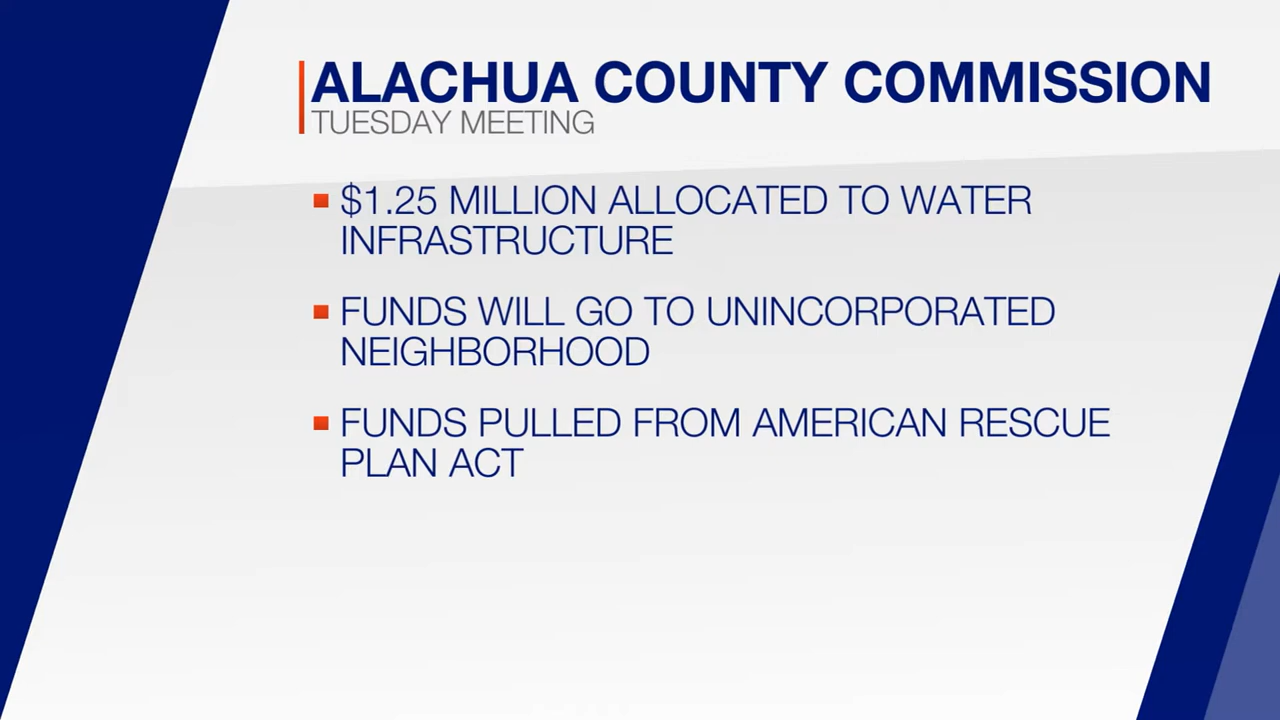 ALACHUA COUNTY COMMISSION
TUESDAY MEETING
$1.25 MILLION ALLOCATED TO WATER
INFRASTRUCTURE
FUNDS WILL GO TO UNINCORPORATED
NEIGHBORHOOD
FUNDS PULLED FROM AMERICAN RESCUE
PLAN ACT